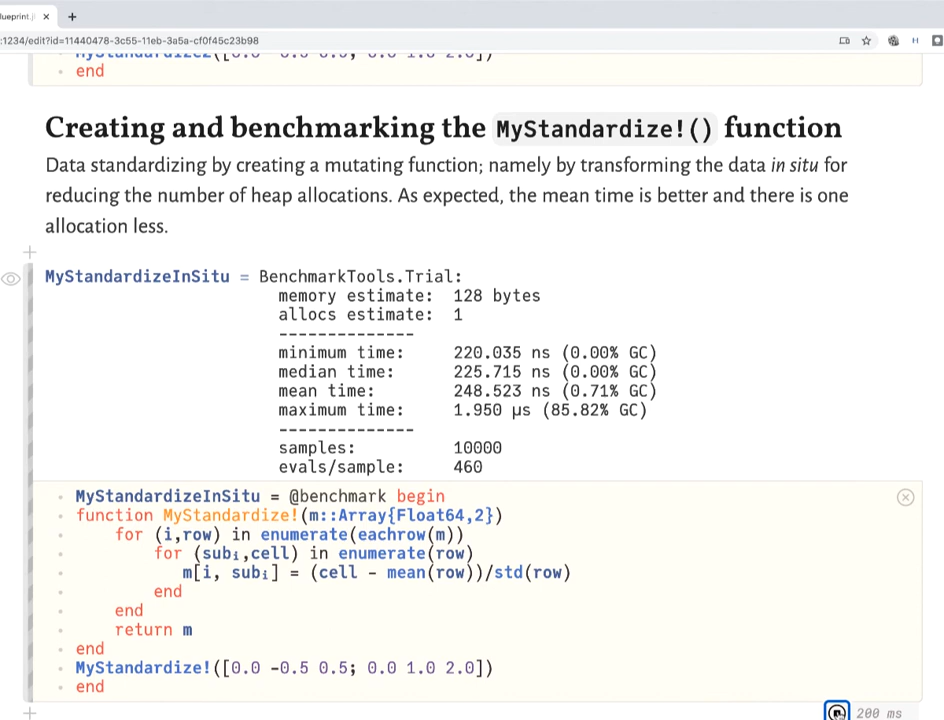 ueprint.jl × +
:1234/edit?id=11440478-3c55-11eb-3a5a-cf0f45c23b98
end
Creating and benchmarking the MyStandardize!() function
Data standardizing by creating a mutating function; namely by transforming the data in situ for
reducing the number of heap allocations. As expected, the mean time is better and there is one
allocation less.
MyStandardizeInSitu = BenchmarkTools.Trial:
memory estimate: 128 bytes
allocs estimate: 1
--------------
minimum time: 220.035 ns (0.00% GC)
median time: 225.715 ns (0.00% GC)
mean time: 248.523 ns (0.71% GC)
maximum time: 1.950 μs (85.82% GC)
--------------
samples: 10000
evals/sample: 460
MyStandardizeInSitu = @benchmark begin
function MyStandardize!(m::Array{Float64,2})
for (i,row) in enumerate(eachrow(m))
for (subᵢ,cell) in enumerate(row)
m[i, subᵢ] = (cell - mean(row))/std(row)
end
end
return m
end
MyStandardize!([0.0 -0.5 0.5; 0.0 1.0 2.0])
end
200 ms